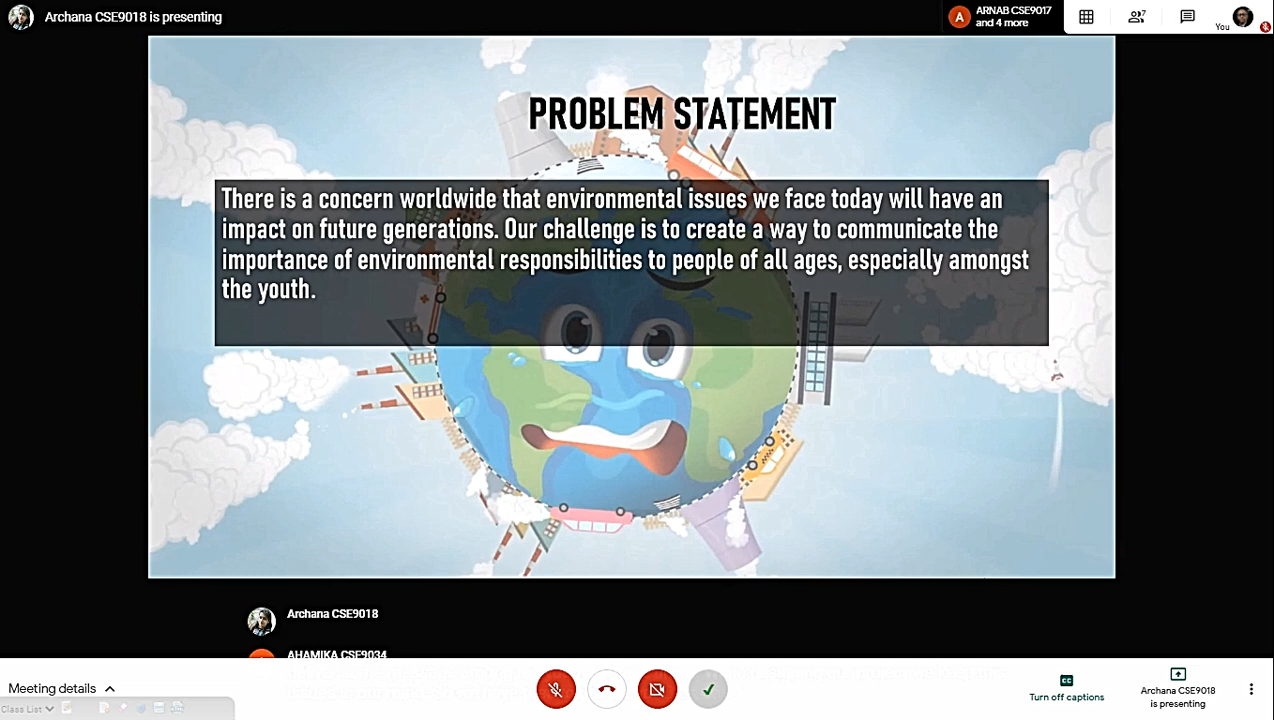 Archana CSE9018 is presenting
A
ARNAB CSE9017
and 4 more
7
You
PROBLEM STATEMENT
There is a concern worldwide that environmental issues we face today will have an
impact on future generations. Our challenge is to create a way to communicate the
importance of environmental responsibilities to people of all ages, especially amongst
the youth.
Archana CSE9018
AHAMIKA CSE9034
Meeting details
Class List
CC
Turn off captions
Archana CSE9018
is presenting